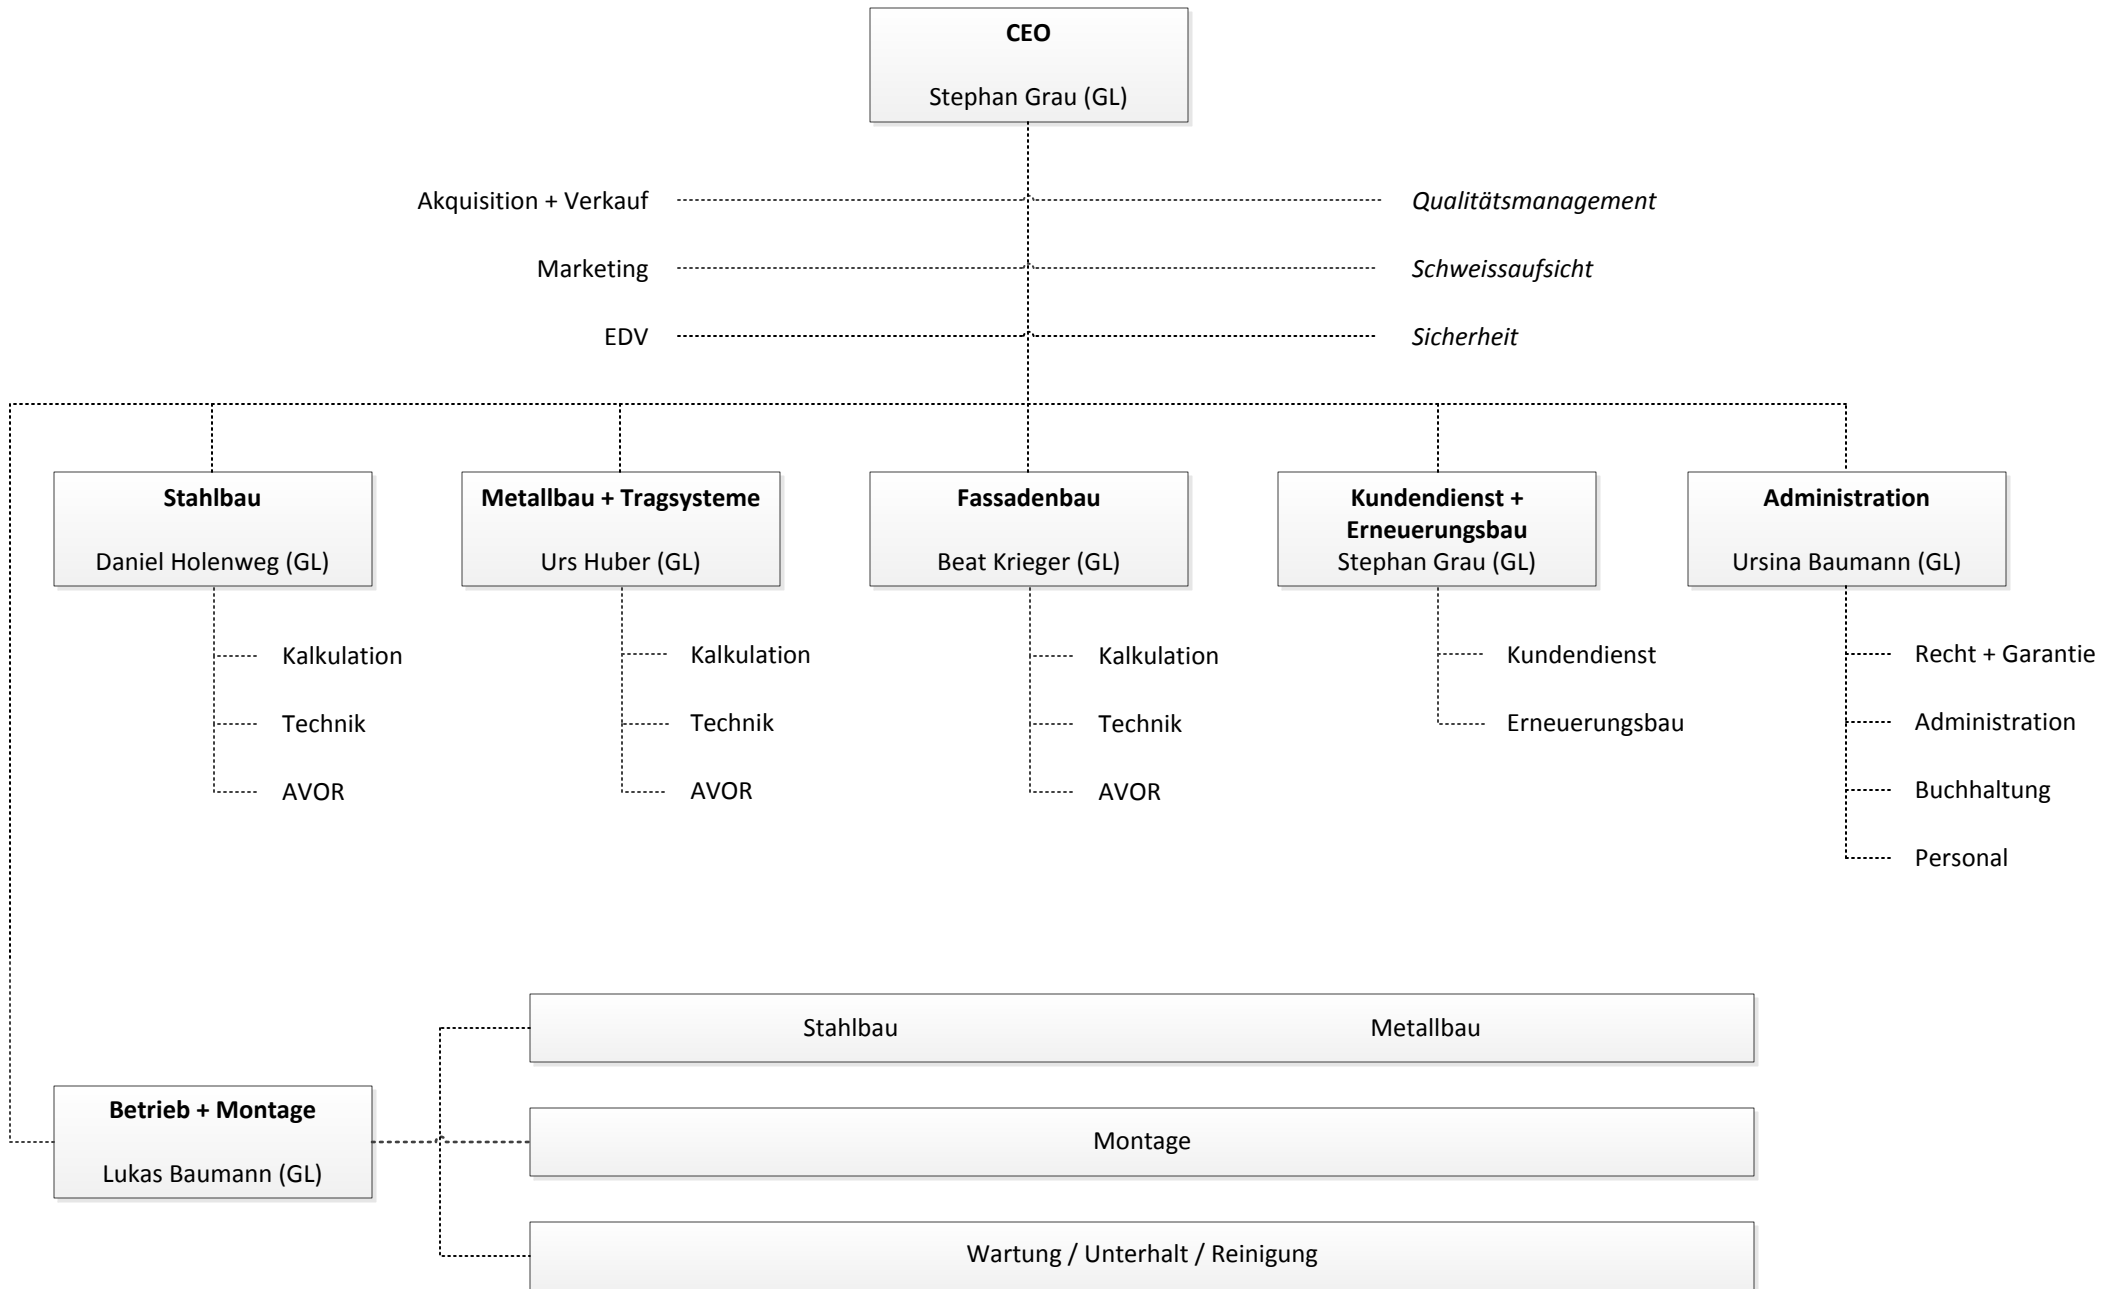 CEO
Stephan Grau (GL)
Akquisition + Verkauf
Qualitätsmanagement
Marketing
Schweissaufsicht
EDV
Sicherheit
Stahlbau
Daniel Holenweg (GL)
Kalkulation
Technik
AVOR
Metallbau + Tragsysteme
Urs Huber (GL)
Kalkulation
Technik
AVOR
Fassadenbau
Beat Krieger (GL)
Kalkulation
Technik
AVOR
Kundendienst +
Erneuerungsbau
Stephan Grau (GL)
Kundendienst
Erneuerungsbau
Administration
Ursina Baumann (GL)
Recht + Garantie
Administration
Buchhaltung
Personal
Betrieb + Montage
Lukas Baumann (GL)
Stahlbau
Metallbau
Montage
Wartung / Unterhalt / Reinigung